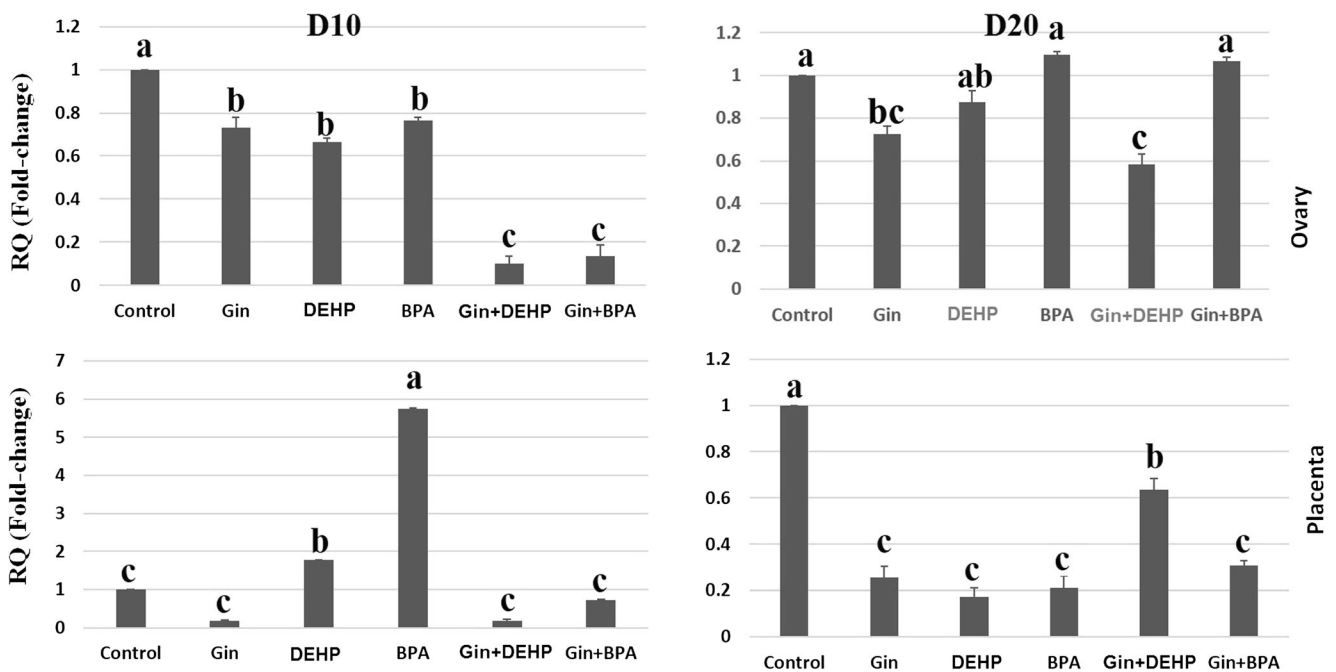 D10
RQ (Fold-change)
1.2
1
0.8
0.6
0.4
0.2
0
a
b
b
b
c
c
Control Gin DEHP BPA Gin+DEHP Gin+BPA
D20
1.2
1
0.8
0.6
0.4
0.2
0
a
bc
ab
a
c
a
Control Gin DEHP BPA Gin+DEHP Gin+BPA
Ovary
RQ (Fold-change)
7
6
5
4
3
2
1
0
c
c
b
a
c
c
Control Gin DEHP BPA Gin+DEHP Gin+BPA
1.2
1
0.8
0.6
0.4
0.2
0
a
c
c
c
b
c
Control Gin DEHP BPA Gin+DEHP Gin+BPA
Placenta